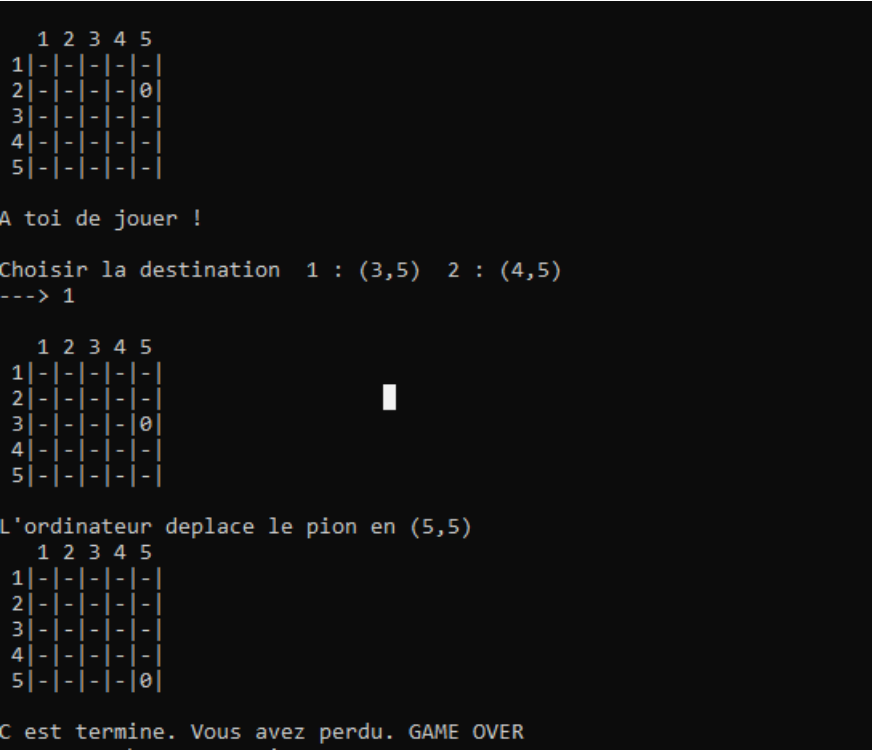 1 2 3 4 5
1|-|-|-|-|-|
2|-|-|-|-|0|
3|-|-|-|-|-|
4|-|-|-|-|-|
5|-|-|-|-|-|
A toi de jouer !
Choisir la destination  1 : (3,5)  2 : (4,5)
---> 1
1 2 3 4 5
1|-|-|-|-|-|
2|-|-|-|-|-|
3|-|-|-|-|0|
4|-|-|-|-|-|
5|-|-|-|-|-|
L'ordinateur deplace le pion en (5,5)
1 2 3 4 5
1|-|-|-|-|-|
2|-|-|-|-|-|
3|-|-|-|-|-|
4|-|-|-|-|-|
5|-|-|-|-|0|
C est termine. Vous avez perdu. GAME OVER